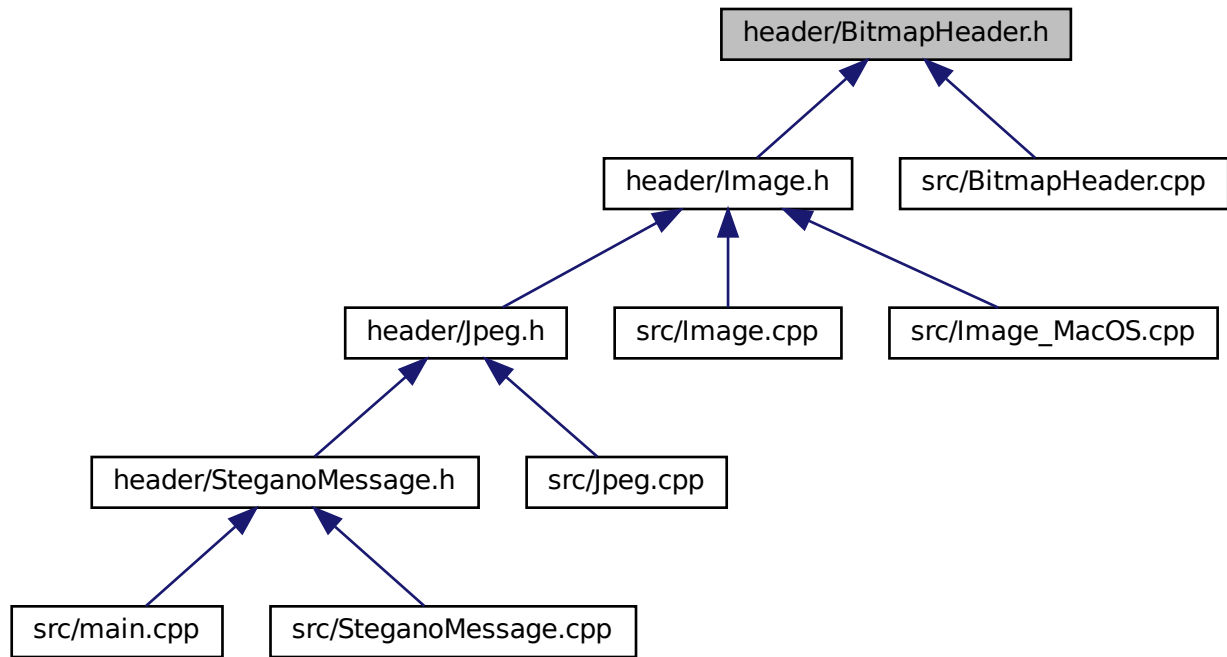 header/BitmapHeader.h
header/Image.h
src/BitmapHeader.cpp
header/Jpeg.h
src/Image.cpp
src/Image_MacOS.cpp
header/SteganoMessage.h
src/Jpeg.cpp
src/main.cpp
src/SteganoMessage.cpp